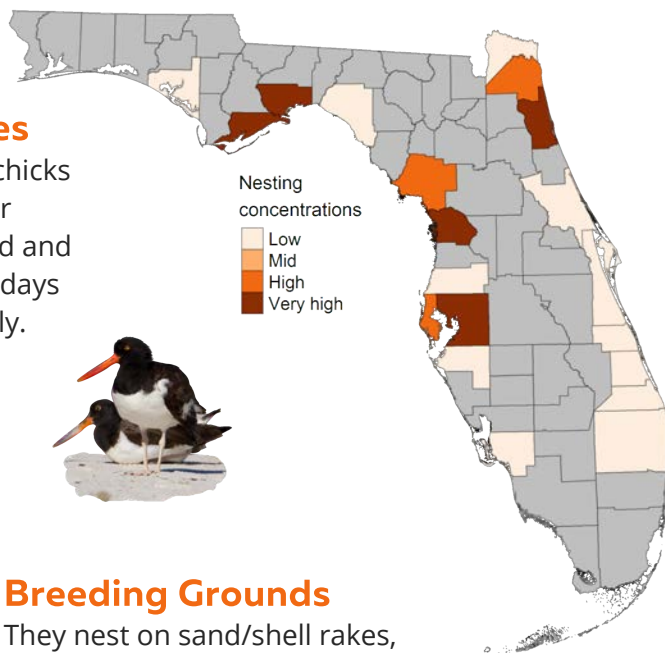 es
chicks
r
d and
days
ly.
Nesting
concentrations
Low
Mid
High
Very high
Breeding Grounds
They nest on sand/shell rakes,